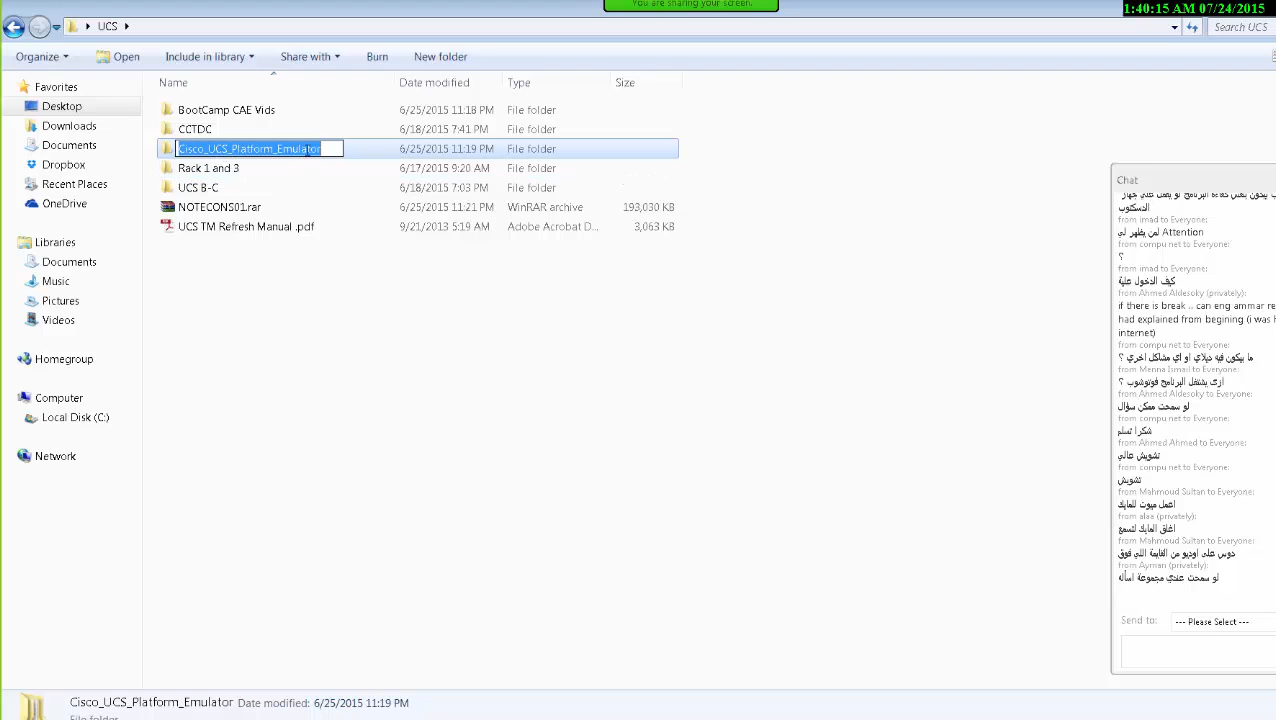 You are sharing your screen.
1:40:15 AM 07/24/2015
UCS
Search UCS
Organize
Open
Include in library
Share with
Burn
New folder
Name
Date modified
Type
Size
Favorites
Desktop
Downloads
Documents
Dropbox
Recent Places
OneDrive
Libraries
Documents
Music
Pictures
Videos
Homegroup
Computer
Local Disk (C:)
Network
BootCamp CAE Vids 6/25/2015 11:18 PM File folder
CCTDC 6/18/2015 7:41 PM File folder
Cisco_UCS_Platform_Emulator 6/25/2015 11:19 PM File folder
Rack 1 and 3 6/17/2015 9:20 AM File folder
UCS B-C 6/18/2015 7:03 PM File folder
NOTECONS01.rar 6/25/2015 11:21 PM WinRAR archive 193,030 KB
UCS TM Refresh Manual .pdf 9/21/2013 5:19 AM Adobe Acrobat D... 3,063 KB
Chat
الدسكتوب
from imad to Everyone:
لمن يظهر لي Attention
from compu net to Everyone:
؟
from imad to Everyone:
كيف الدخول علية
from Ahmed Aldesoky (privately):
if there is break .. can eng ammar re
had explained from begining (i was
internet)
from compu net to Everyone:
ما بيكون فيه ديلاي او اي مشاكل اخري ؟
from Menna Ismail to Everyone:
ازى يشتغل البرنامج فوتوشوب ؟
from Ahmed Aldesoky to Everyone:
لو سمحت ممكن سؤال
from compu net to Everyone:
شكرا تسلم
from Ahmed Ahmed to Everyone:
تشويش عالي
from compu net to Everyone:
تشويش
from Mahmoud Sultan to Everyone:
اعمل ميوت للمايك
from alaa (privately):
اغلق المايك لتسمع
from Mahmoud Sultan to Everyone:
دوس على اوديو من القايمة اللي فوق
from Ayman (privately):
لو سمحت عندي مجموعة اسألة
Send to: --- Please Select ---
Cisco_UCS_Platform_Emulator Date modified: 6/25/2015 11:19 PM
File folder